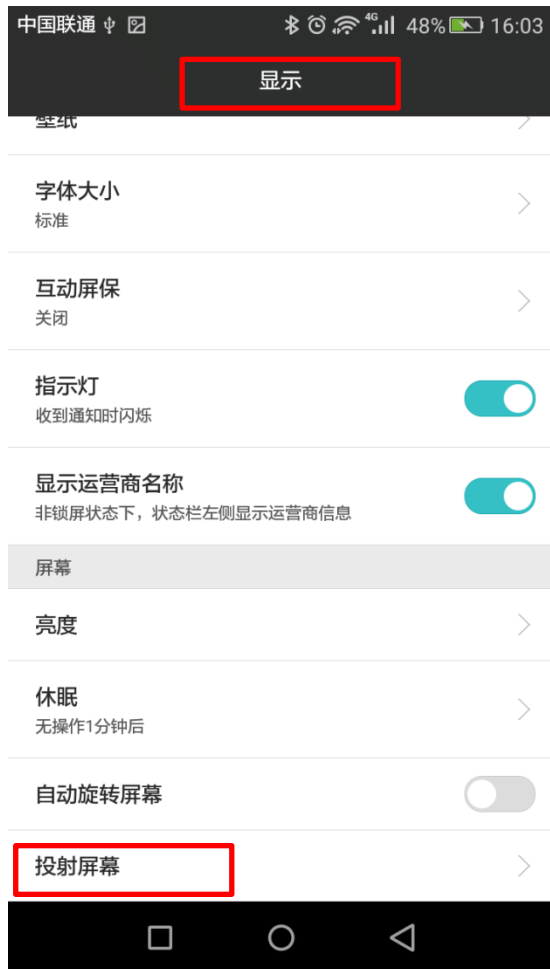 中国联通 4G 48% 16:03
显示
壁纸
字体大小
标准
互动屏保
关闭
指示灯
收到通知时闪烁
显示运营商名称
非锁屏状态下，状态栏左侧显示运营商信息
屏幕
亮度
休眠
无操作1分钟后
自动旋转屏幕
投射屏幕